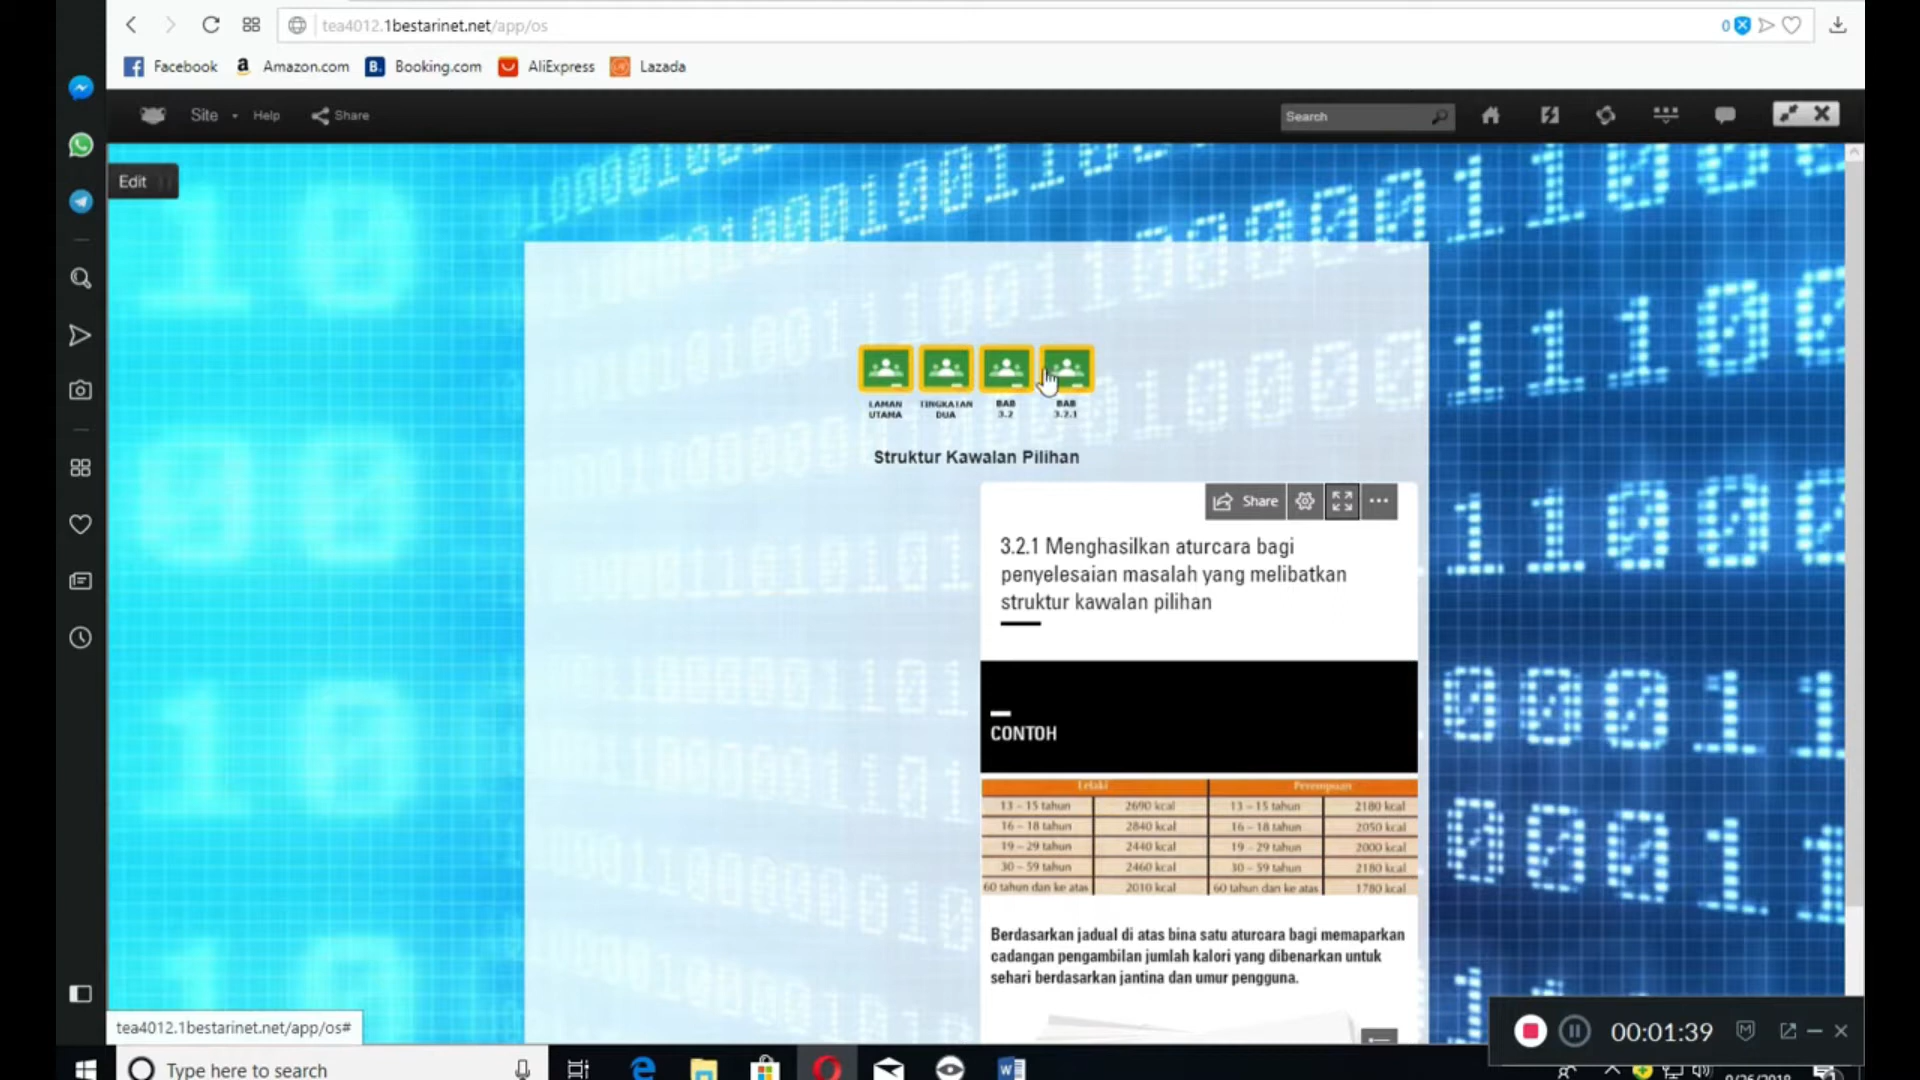 tea4012.1bestarinet.net/app/os
0
Facebook
Amazon.com
Booking.com
AliExpress
Lazada
Site
Help
Share
Search
Edit
LAMAN UTAMA
TINGKATAN DUA
BAB 3.2
BAB 3.2.1
Struktur Kawalan Pilihan
Share
3.2.1 Menghasilkan aturcara bagi
penyelesaian masalah yang melibatkan
struktur kawalan pilihan
CONTOH
Lelaki Perempuan
13 – 15 tahun 2690 kcal 13 – 15 tahun 2180 kcal
16 – 18 tahun 2840 kcal 16 – 18 tahun 2050 kcal
19 – 29 tahun 2440 kcal 19 – 29 tahun 2000 kcal
30 – 59 tahun 2460 kcal 30 – 59 tahun 2180 kcal
60 tahun dan ke atas 2010 kcal 60 tahun dan ke atas 1780 kcal
Berdasarkan jadual di atas bina satu aturcara bagi memaparkan
cadangan pengambilan jumlah kalori yang dibenarkan untuk
sehari berdasarkan jantina dan umur pengguna.
tea4012.1bestarinet.net/app/os#
00:01:39
Type here to search